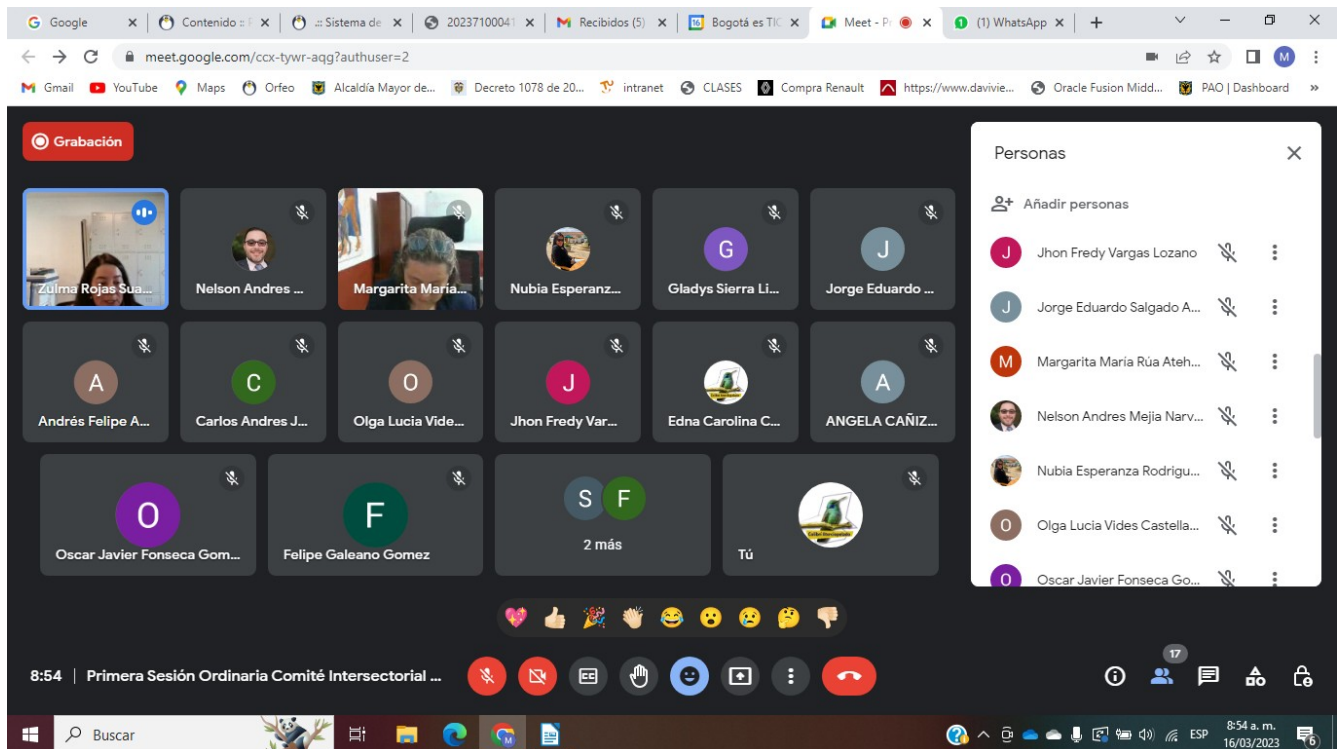 Google
Contenido :: F
.:: Sistema de
20237100041
Recibidos (5)
Bogotá es TIC
Meet - Pr
(1) WhatsApp
meet.google.com/ccx-tywr-aqg?authuser=2
M
Gmail
YouTube
Maps
Orfeo
Alcaldía Mayor de...
Decreto 1078 de 20...
intranet
CLASES
Compra Renault
https://www.davivie...
Oracle Fusion Midd...
PAO | Dashboard
»
Grabación
Zulma Rojas Sua...
Nelson Andres ...
Margarita María...
Nubia Esperanz...
G
Gladys Sierra Li...
J
Jorge Eduardo ...
A
Andrés Felipe A...
C
Carlos Andres J...
O
Olga Lucia Vide...
J
Jhon Fredy Var...
Edna Carolina C...
A
ANGELA CAÑIZ...
O
Oscar Javier Fonseca Gom...
F
Felipe Galeano Gomez
S F
2 más
Tú
Personas
Añadir personas
J Jhon Fredy Vargas Lozano
J Jorge Eduardo Salgado A...
M Margarita María Rúa Ateh...
Nelson Andres Mejia Narv...
Nubia Esperanza Rodrigu...
O Olga Lucia Vides Castella...
O Oscar Javier Fonseca Go...
8:54 | Primera Sesión Ordinaria Comité Intersectorial ...
CC
17
Buscar
ESP
8:54 a. m.
16/03/2023
6